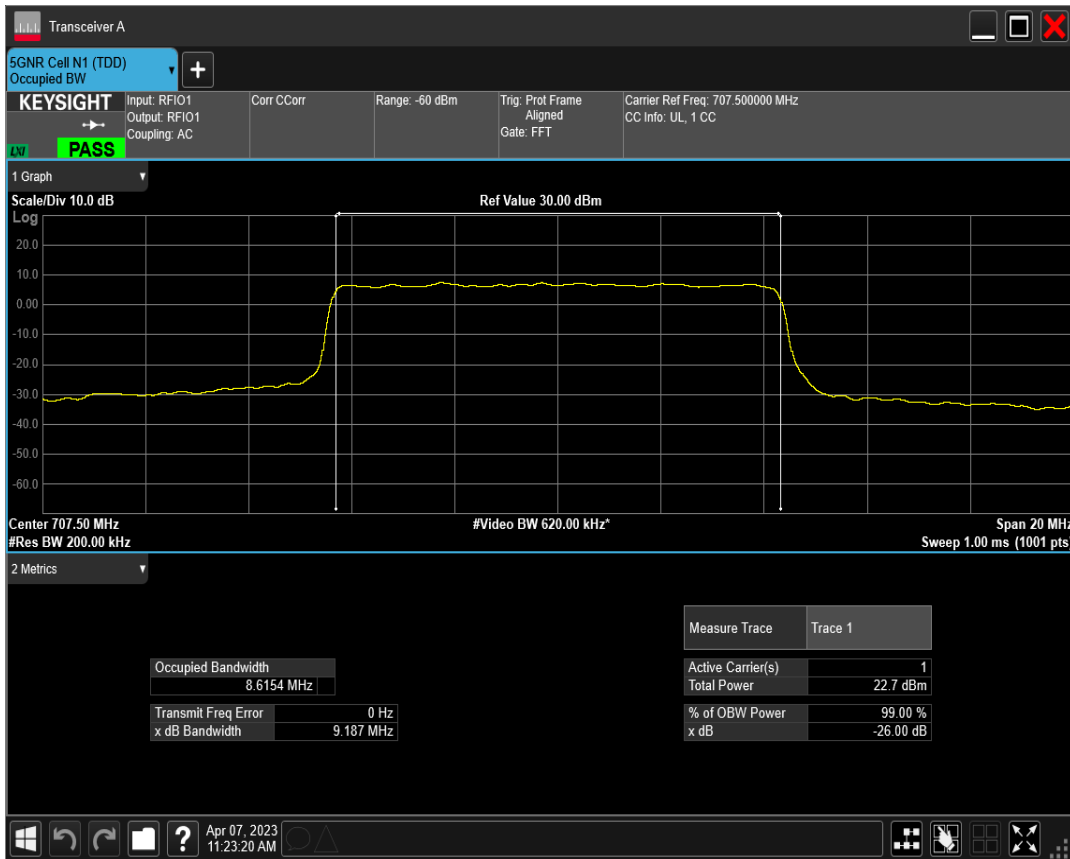 Transceiver A
5GNR Cell N1 (TDD)
Occupied BW
+
KEYSIGHT
LXI
PASS
Input: RFIO1
Output: RFIO1
Coupling: AC
Corr CCorr
Range: -60 dBm
Trig: Prot Frame
Aligned
Gate: FFT
Carrier Ref Freq: 707.500000 MHz
CC Info: UL, 1 CC
1 Graph
Scale/Div 10.0 dB
Ref Value 30.00 dBm
Log
20.0
10.0
0.00
-10.0
-20.0
-30.0
-40.0
-50.0
-60.0
Center 707.50 MHz
#Video BW 620.00 kHz*
Span 20 MHz
#Res BW 200.00 kHz
Sweep 1.00 ms (1001 pts)
2 Metrics
Measure Trace Trace 1
Occupied Bandwidth
8.6154 MHz
Active Carrier(s) 1
Total Power 22.7 dBm
Transmit Freq Error 0 Hz
x dB Bandwidth 9.187 MHz
% of OBW Power 99.00 %
x dB -26.00 dB
?
Apr 07, 2023
11:23:20 AM